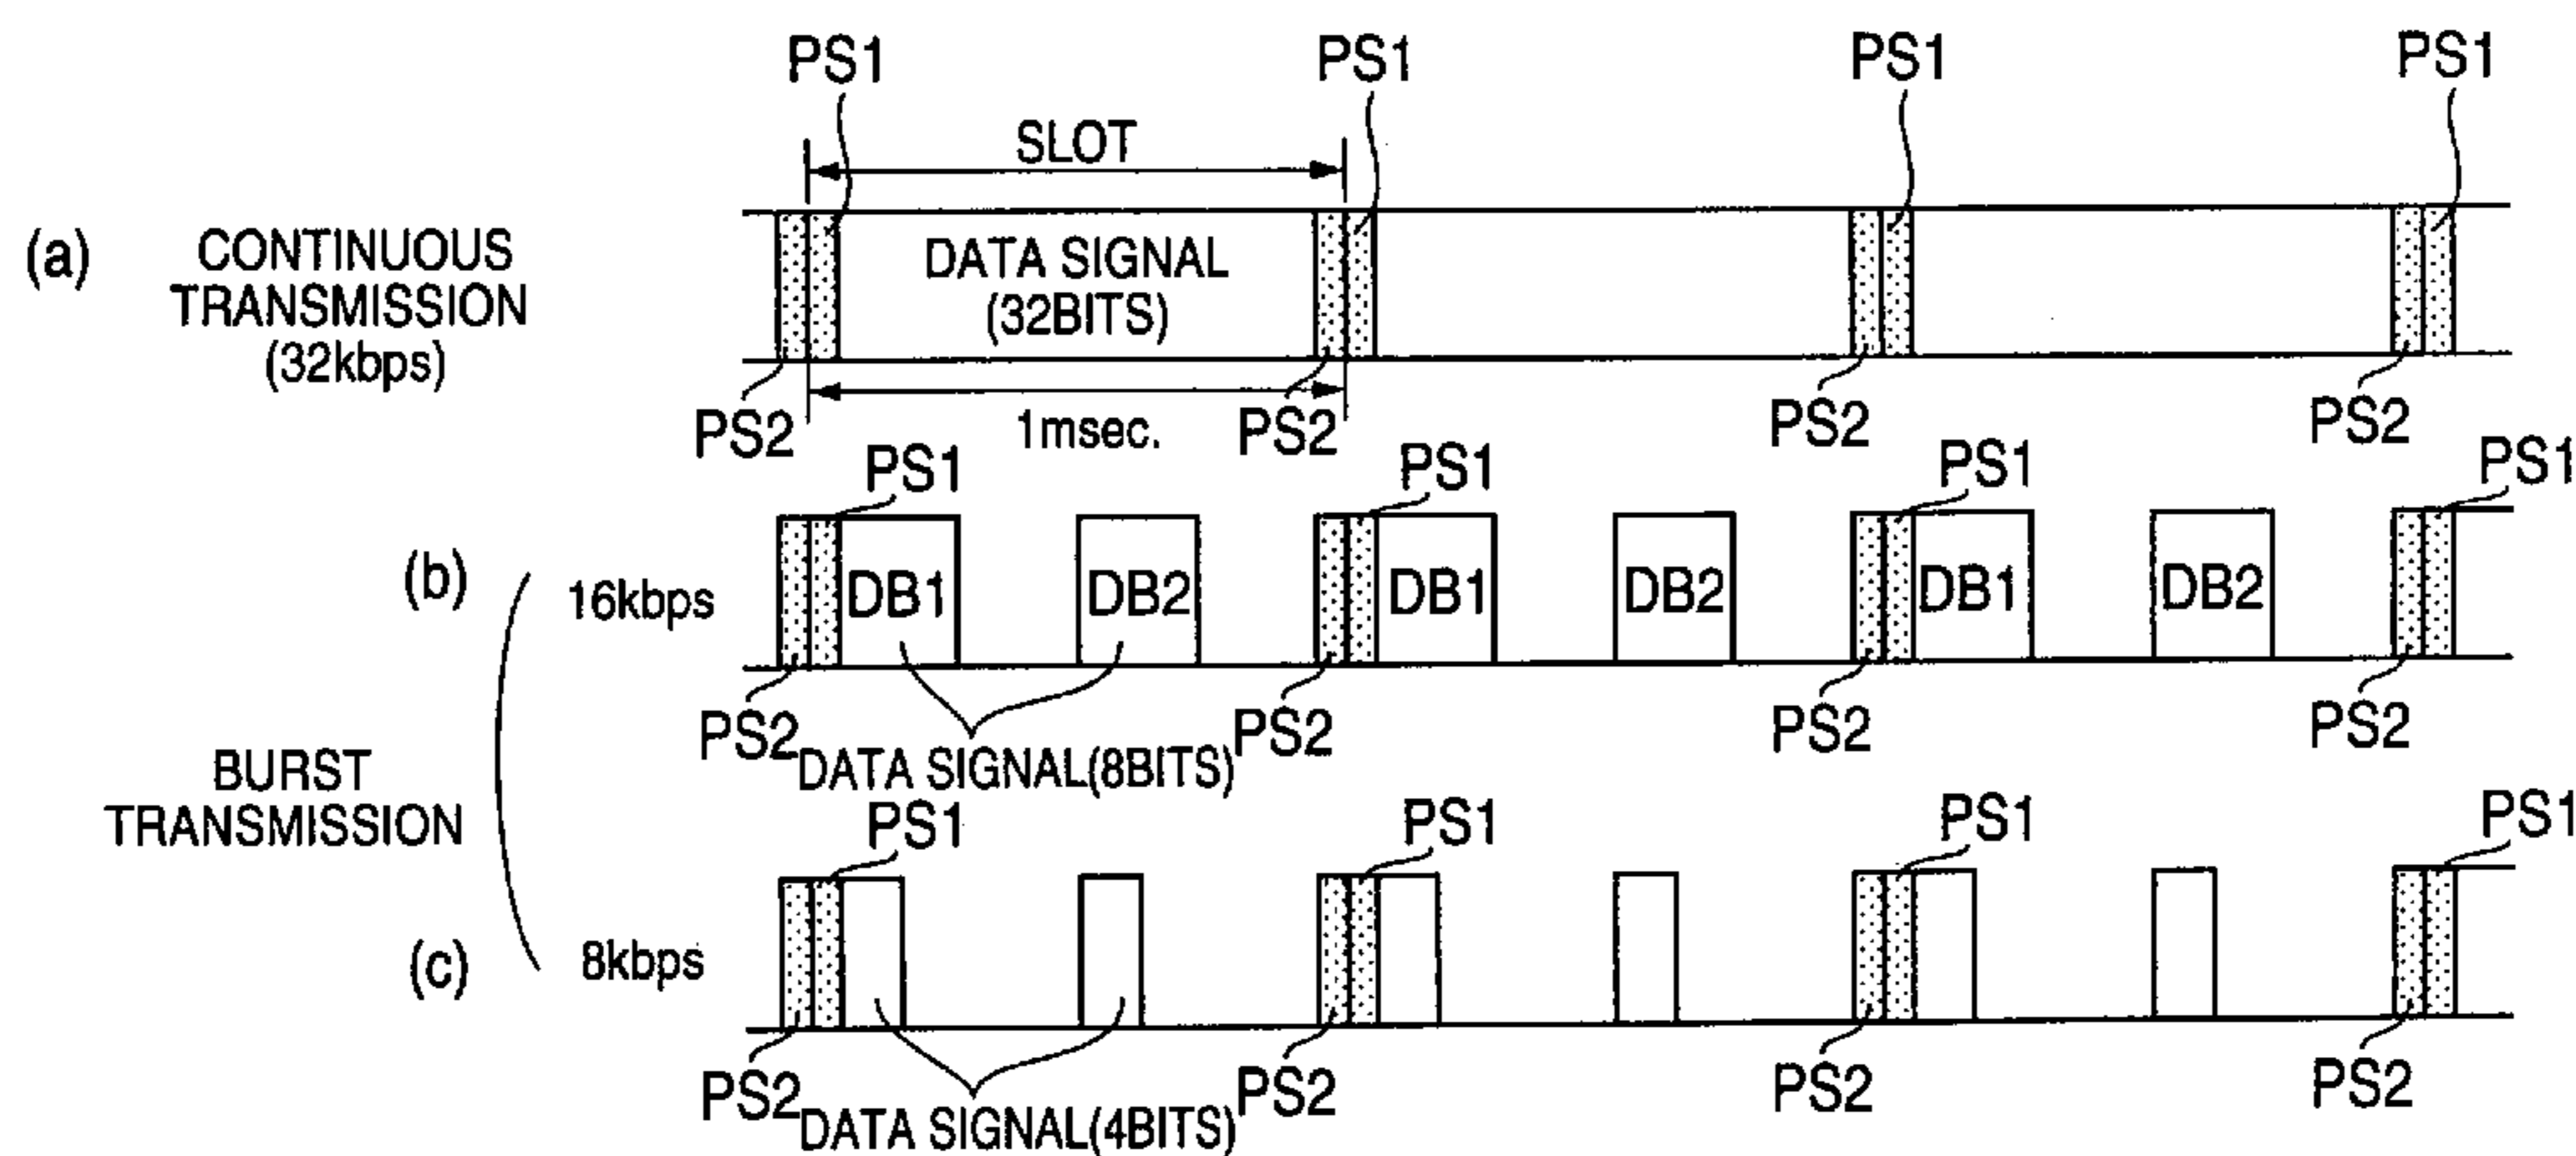 PS1 PS1 PS1 PS1
SLOT
(a) CONTINUOUS TRANSMISSION (32kbps)
DATA SIGNAL
(32BITS)
PS2 1msec. PS2 PS2 PS2
PS1 PS1 PS1 PS1
(b) 16kbps DB1 DB2 DB1 DB2 DB1 DB2
PS2 PS2 PS2 PS2
DATA SIGNAL(8BITS)
BURST
TRANSMISSION
PS1 PS1 PS1 PS1
(c) 8kbps
PS2 PS2 PS2 PS2
DATA SIGNAL(4BITS)